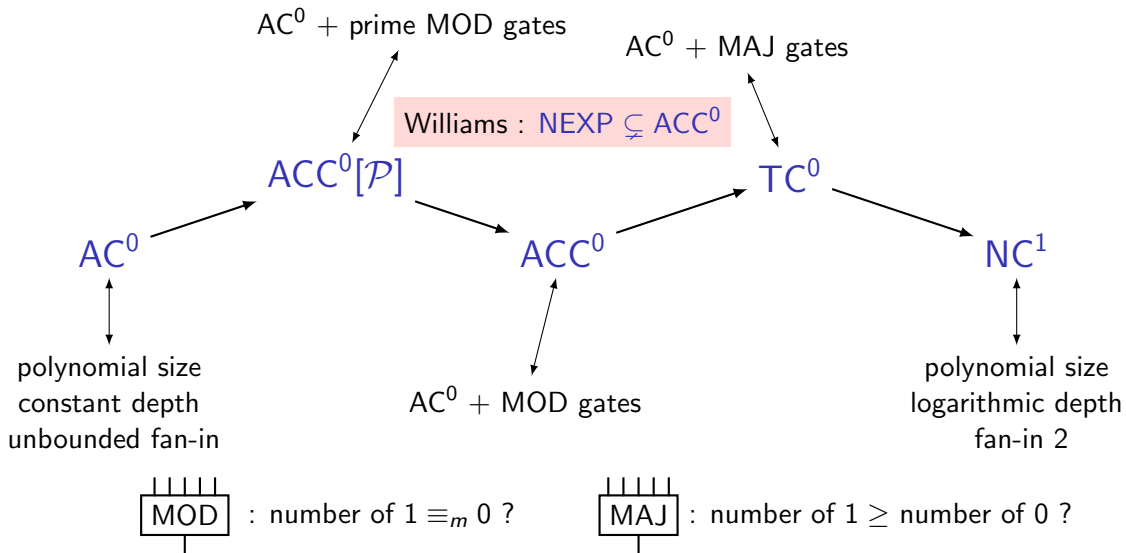 AC⁰ + prime MOD gates
AC⁰ + MAJ gates
Williams : NEXP ⊊ ACC⁰
ACC⁰[𝒫]
TC⁰
AC⁰
ACC⁰
NC¹
polynomial size
constant depth
unbounded fan-in
AC⁰ + MOD gates
polynomial size
logarithmic depth
fan-in 2
MOD : number of 1 ≡ₘ 0 ?
MAJ : number of 1 ≥ number of 0 ?